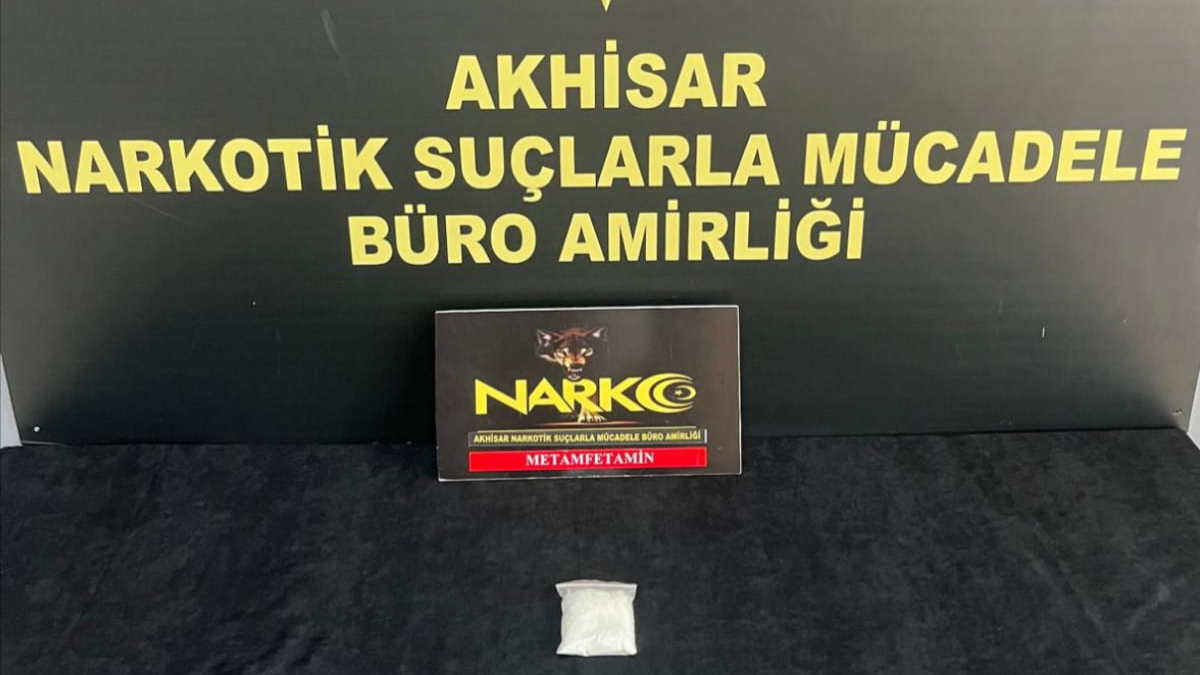 AKHİSAR
NARKOTİK SUÇLARLA MÜCADELE
BÜRO AMİRLİĞİ
NARKO
AKHİSAR NARKOTİK SUÇLARLA MÜCADELE BÜRO AMİRLİĞİ
METAMFETAMİN